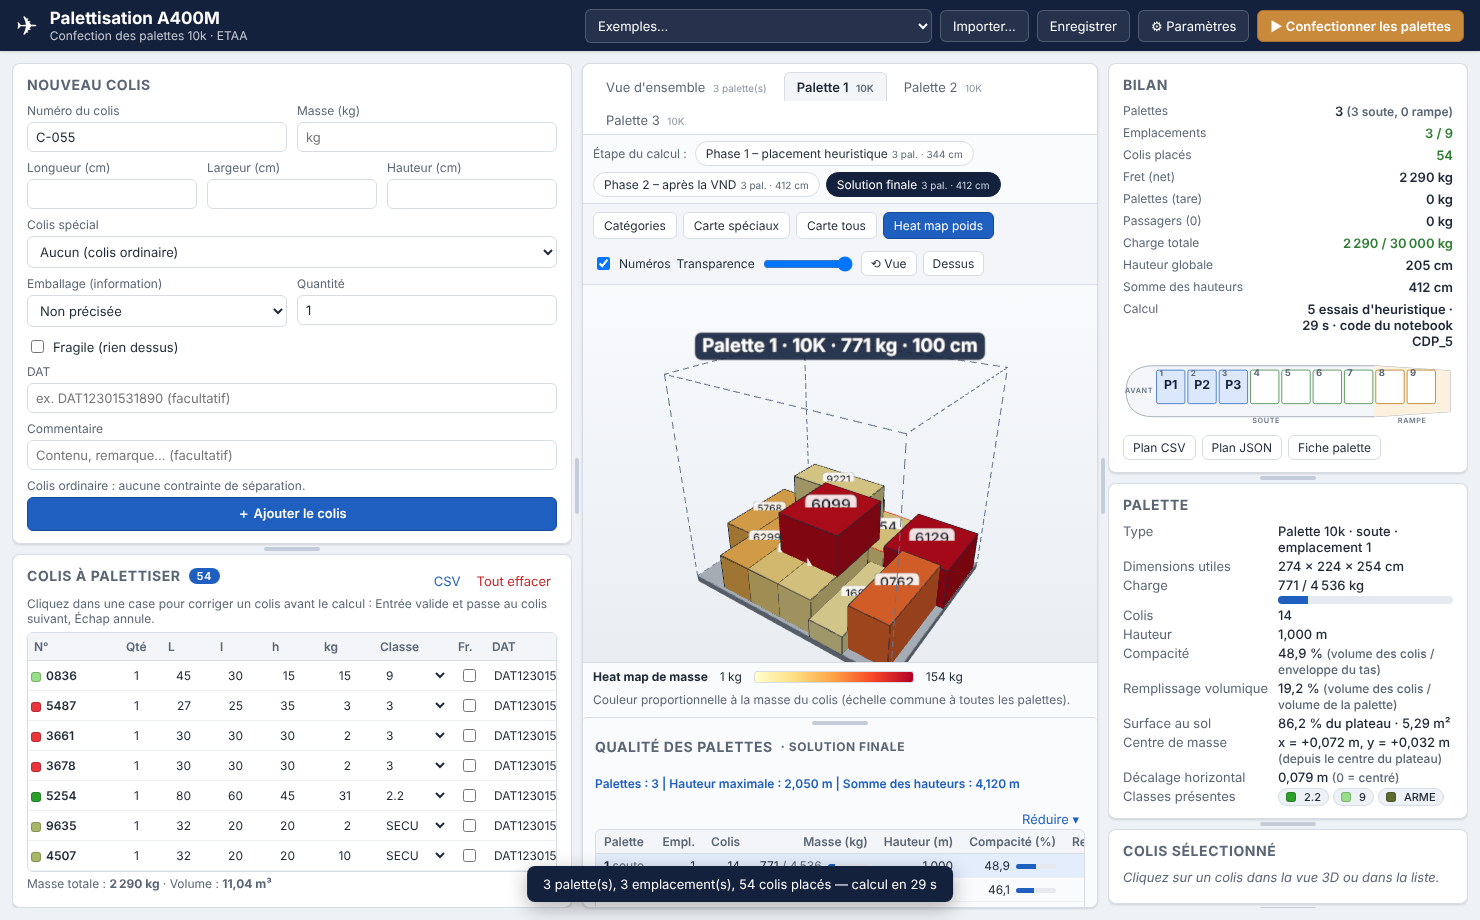 Palettisation A400M
Confection des palettes 10k · ETAA
Exemples...
Importer...
Enregistrer
⚙ Paramètres
▶ Confectionner les palettes
NOUVEAU COLIS
Numéro du colis
Masse (kg)
C-055
kg
Longueur (cm)
Largeur (cm)
Hauteur (cm)
Colis spécial
Aucun (colis ordinaire)
Emballage (information)
Quantité
Non précisée
1
Fragile (rien dessus)
DAT
ex. DAT12301531890 (facultatif)
Commentaire
Contenu, remarque... (facultatif)
Colis ordinaire : aucune contrainte de séparation.
+ Ajouter le colis
COLIS À PALETTISER 54
CSV
Tout effacer
Cliquez dans une case pour corriger un colis avant le calcul : Entrée valide et passe au colis
suivant, Échap annule.
N° Qté L l h kg Classe Fr. DAT
0836 1 45 30 15 15 9 DAT123015
5487 1 27 25 35 3 3 DAT123015
3661 1 30 30 30 2 3 DAT123015
3678 1 30 30 30 2 3 DAT123015
5254 1 80 60 45 31 2.2 DAT123015
9635 1 32 20 20 2 SECU DAT123015
4507 1 32 20 20 10 SECU DAT123015
Masse totale : 2 290 kg · Volume : 11,04 m³
Vue d'ensemble 3 palette(s)
Palette 1 10K
Palette 2 10K
Palette 3 10K
Étape du calcul :
Phase 1 – placement heuristique 3 pal. · 344 cm
Phase 2 – après la VND 3 pal. · 412 cm
Solution finale 3 pal. · 412 cm
Catégories
Carte spéciaux
Carte tous
Heat map poids
Numéros
Transparence
⟲ Vue
Dessus
Palette 1 · 10K · 771 kg · 100 cm
9221
5768
6099
54
6129
6299
0762
168
Heat map de masse 1 kg 154 kg
Couleur proportionnelle à la masse du colis (échelle commune à toutes les palettes).
QUALITÉ DES PALETTES · SOLUTION FINALE
Palettes : 3 | Hauteur maximale : 2,050 m | Somme des hauteurs : 4,120 m
Réduire ▾
Palette Empl. Colis Masse (kg) Hauteur (m) Compacité (%) Re
1 soute 1 14 771 / 4 536 1,000 48,9
46,1
3 palette(s), 3 emplacement(s), 54 colis placés — calcul en 29 s
BILAN
Palettes 3 (3 soute, 0 rampe)
Emplacements 3 / 9
Colis placés 54
Fret (net) 2 290 kg
Palettes (tare) 0 kg
Passagers (0) 0 kg
Charge totale 2 290 / 30 000 kg
Hauteur globale 205 cm
Somme des hauteurs 412 cm
Calcul 5 essais d'heuristique ·
29 s · code du notebook
CDP_5
1 2 3 4 5 6 7 8 9
AVANT P1 P2 P3
SOUTE RAMPE
Plan CSV
Plan JSON
Fiche palette
PALETTE
Type Palette 10k · soute ·
emplacement 1
Dimensions utiles 274 × 224 × 254 cm
Charge 771 / 4 536 kg
Colis 14
Hauteur 1,000 m
Compacité 48,9 % (volume des colis /
enveloppe du tas)
Remplissage volumique 19,2 % (volume des colis /
volume de la palette)
Surface au sol 86,2 % du plateau · 5,29 m²
Centre de masse x = +0,072 m, y = +0,032 m
(depuis le centre du plateau)
Décalage horizontal 0,079 m (0 = centré)
Classes présentes 2.2 9 ARME
COLIS SÉLECTIONNÉ
Cliquez sur un colis dans la vue 3D ou dans la liste.